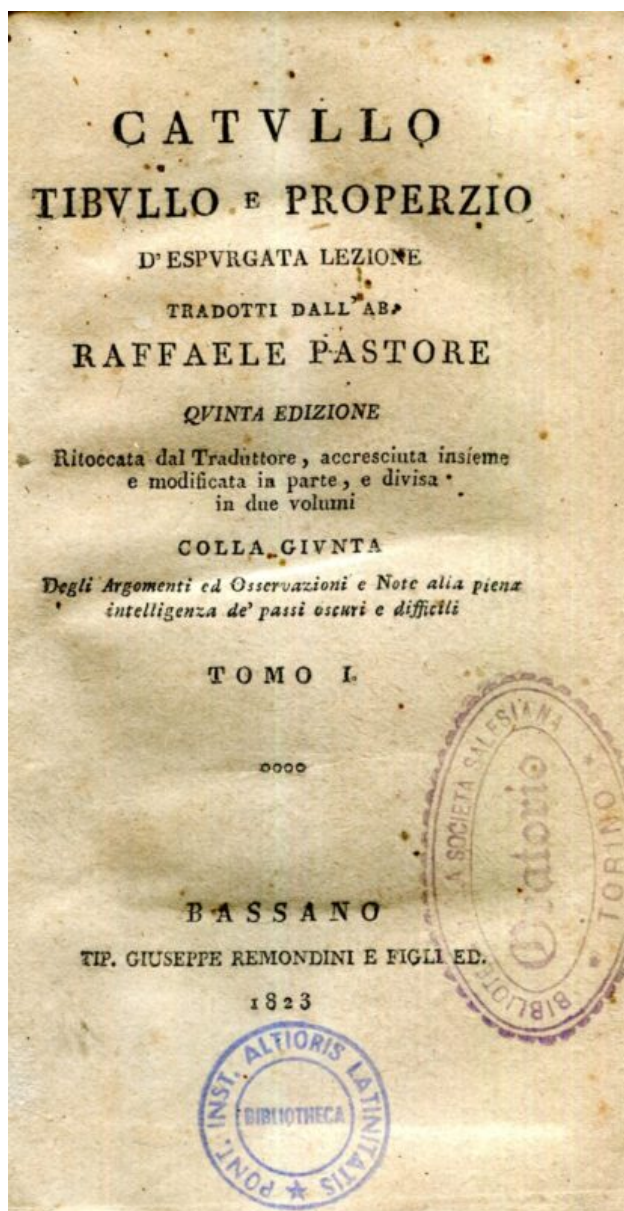 CATVLLO
TIBVLLO E PROPERZIO
D' ESPVRGATA LEZIONE
TRADOTTI DALL' AB.
RAFFAELE PASTORE
QVINTA EDIZIONE
Ritoccata dal Traduttore, accresciuta insieme
e modificata in parte, e divisa
in due volumi
COLLA GIVNTA
Degli Argomenti ed Osservazioni e Note alla piena
intelligenza de' passi oscuri e difficili
TOMO I.
BASSANO
TIP. GIUSEPPE REMONDINI E FIGLI ED.
1823
SOCIETÀ SALESIANA
Oratorio
TORINO
PONT. INST. ALTIORIS LATINITATIS
BIBLIOTHECA